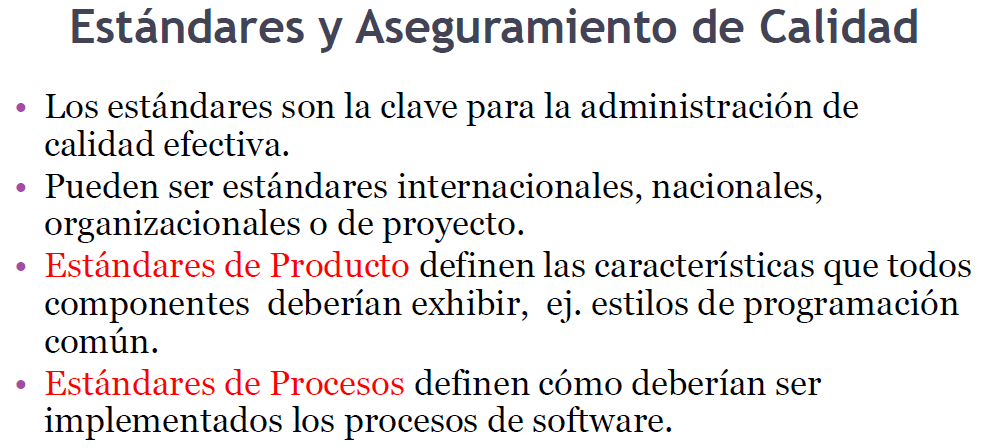 Estándares y Aseguramiento de Calidad
• Los estándares son la clave para la administración de
calidad efectiva.
• Pueden ser estándares internacionales, nacionales,
organizacionales o de proyecto.
• Estándares de Producto definen las características que todos
componentes  deberían exhibir,  ej. estilos de programación
común.
• Estándares de Procesos definen cómo deberían ser
implementados los procesos de software.